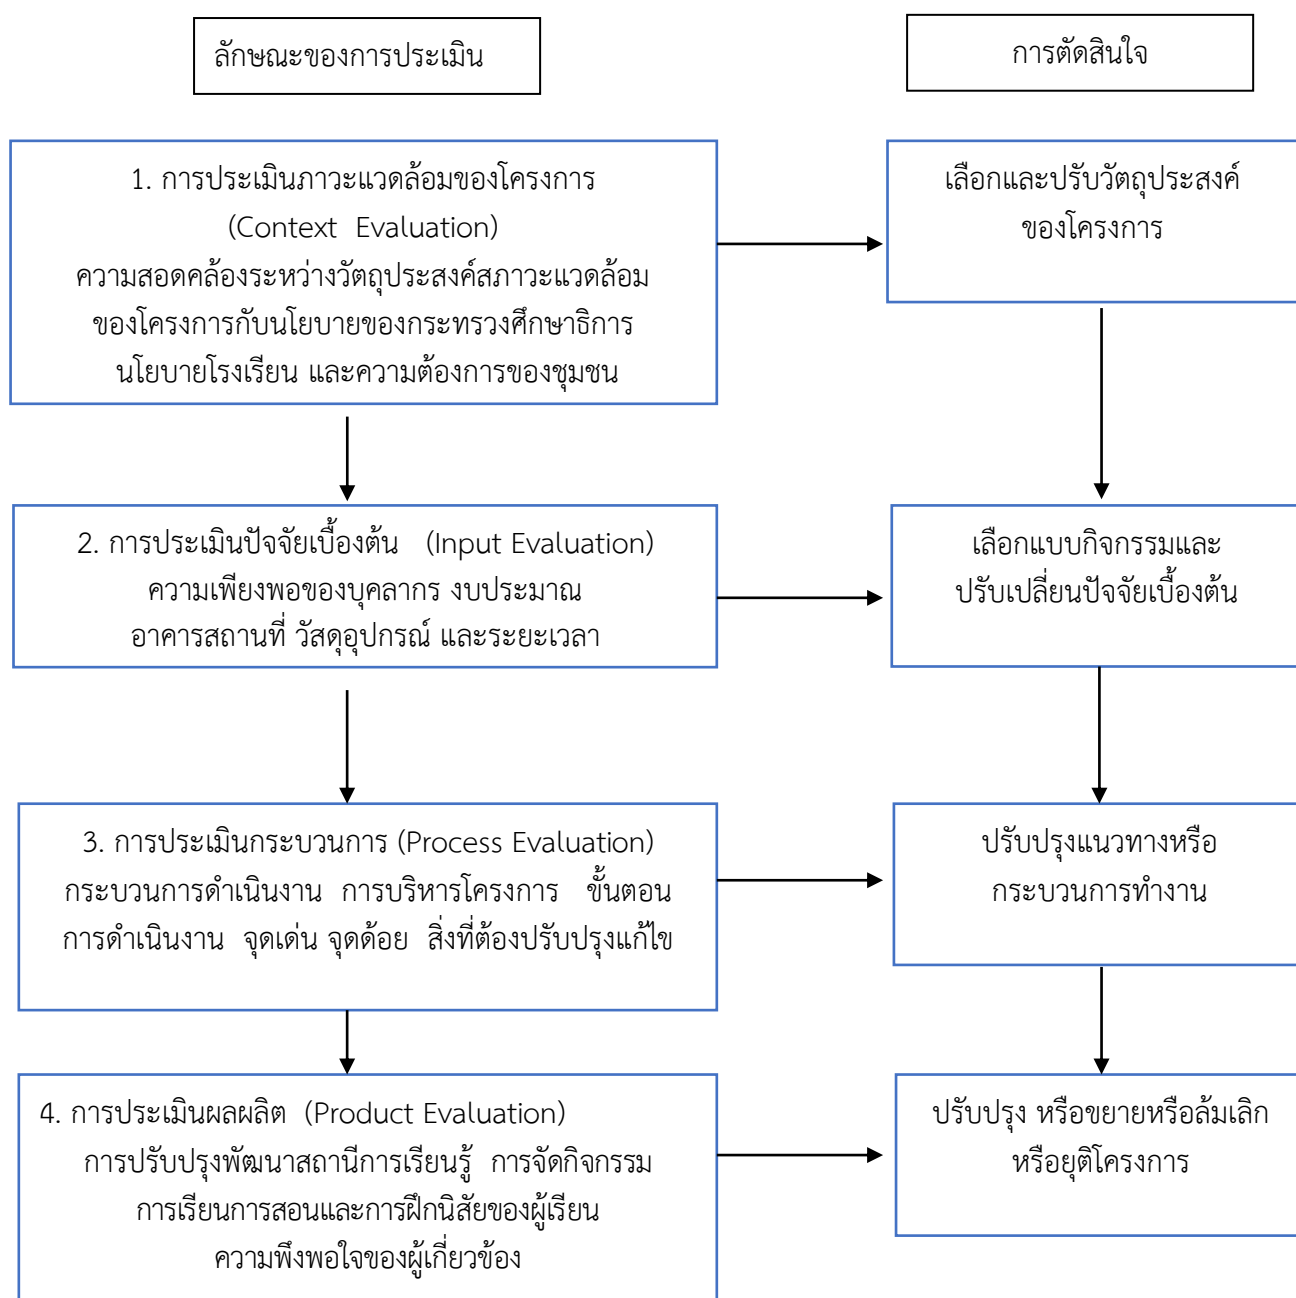 ลักษณะของการประเมิน
การตัดสินใจ
1. การประเมินภาวะแวดล้อมของโครงการ
(Context Evaluation)
ความสอดคล้องระหว่างวัตถุประสงค์สภาวะแวดล้อม
ของโครงการกับนโยบายของกระทรวงศึกษาธิการ
นโยบายโรงเรียน และความต้องการของชุมชน
เลือกและปรับวัตถุประสงค์
ของโครงการ
2. การประเมินปัจจัยเบื้องต้น (Input Evaluation)
ความเพียงพอของบุคลากร งบประมาณ
อาคารสถานที่ วัสดุอุปกรณ์ และระยะเวลา
เลือกแบบกิจกรรมและ
ปรับเปลี่ยนปัจจัยเบื้องต้น
3. การประเมินกระบวนการ (Process Evaluation)
กระบวนการดำเนินงาน การบริหารโครงการ ขั้นตอน
การดำเนินงาน จุดเด่น จุดด้อย สิ่งที่ต้องปรับปรุงแก้ไข
ปรับปรุงแนวทางหรือ
กระบวนการทำงาน
4. การประเมินผลผลิต (Product Evaluation)
การปรับปรุงพัฒนาสถานีการเรียนรู้ การจัดกิจกรรม
การเรียนการสอนและการฝึกนิสัยของผู้เรียน
ความพึงพอใจของผู้เกี่ยวข้อง
ปรับปรุง หรือขยายหรือล้มเลิก
หรือยุติโครงการ